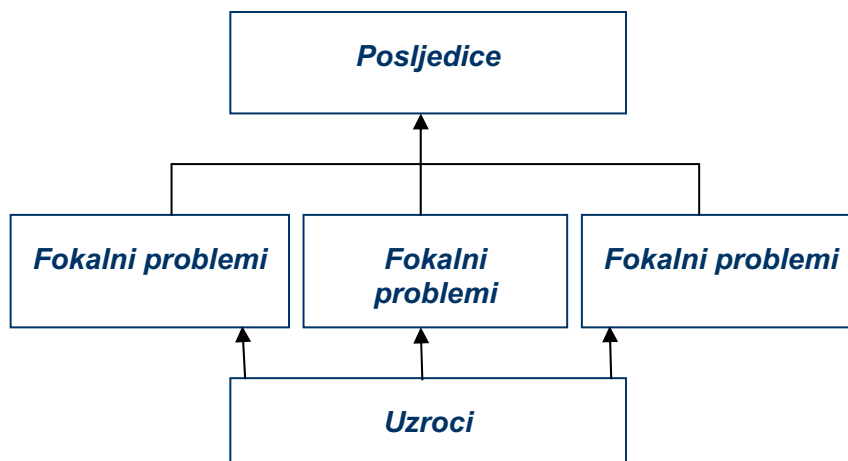 Posljedice
Fokalni problemi
Fokalni
problemi
Fokalni problemi
Uzroci